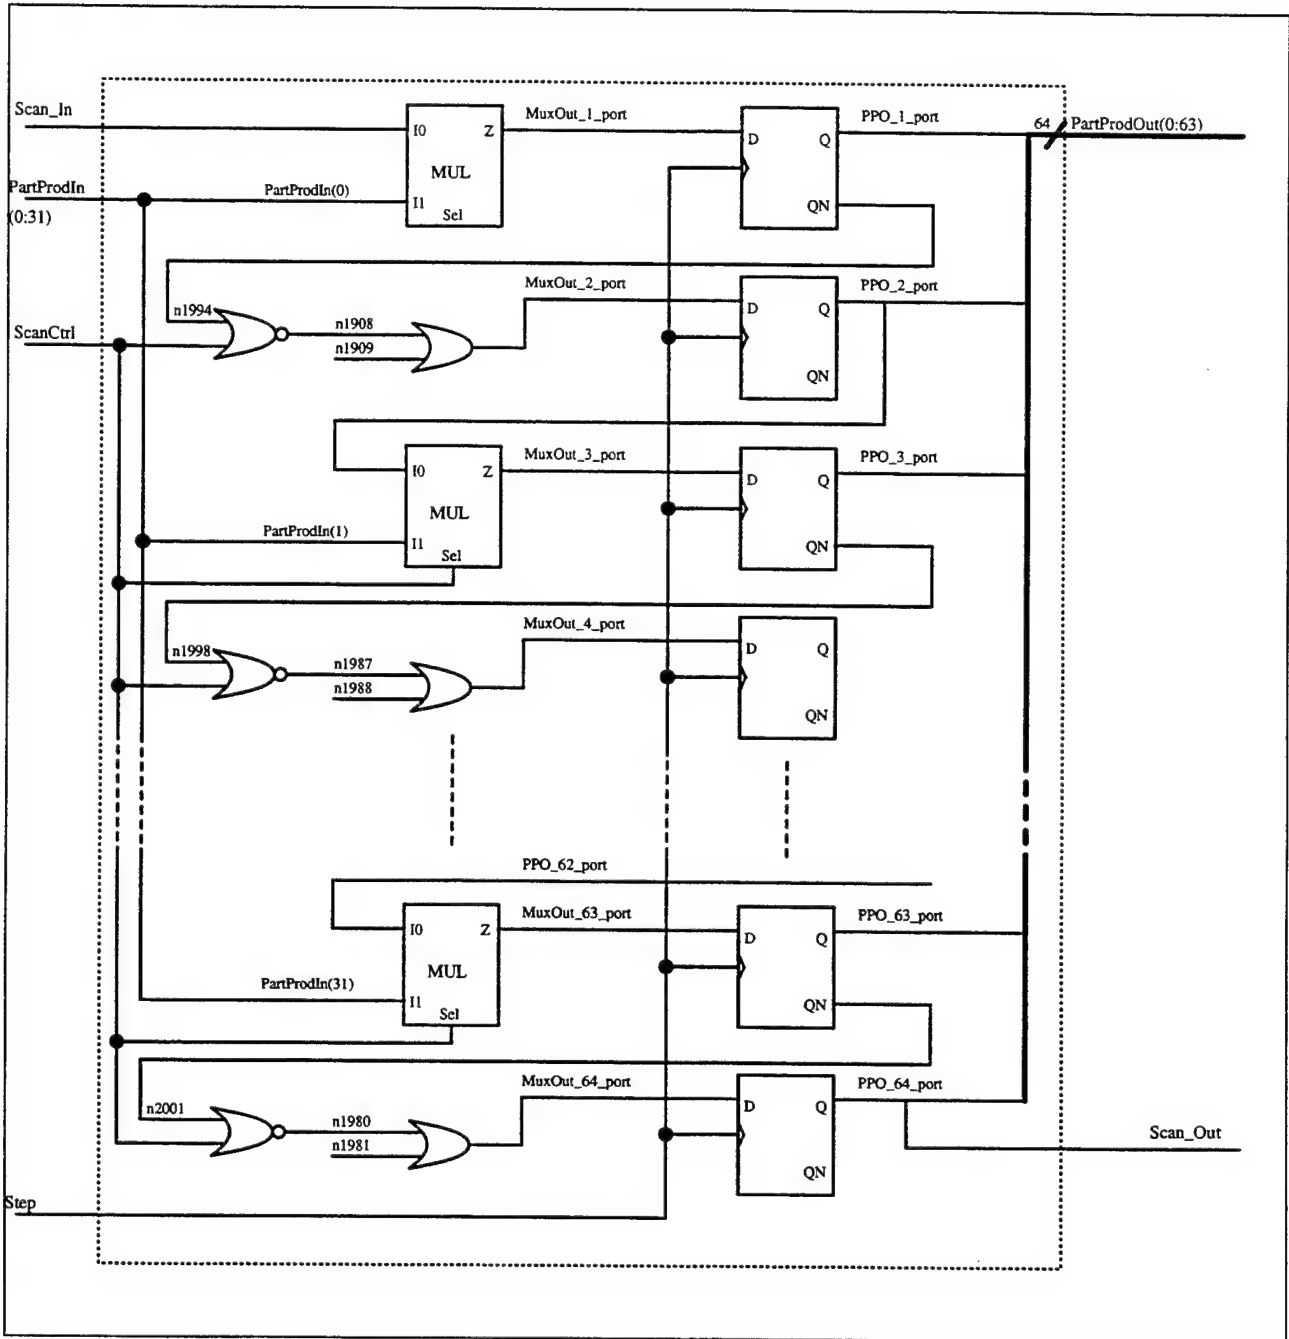 Scan_In
I0
Z
MuxOut_1_port
PPO_1_port
64
PartProdOut(0:63)
D
Q
MUL
PartProdIn
PartProdIn(0)
I1
(0:31)
Sel
QN
MuxOut_2_port
PPO_2_port
n1994
D
Q
ScanCtrl
n1908
n1909
QN
MuxOut_3_port
PPO_3_port
I0
Z
D
Q
MUL
PartProdIn(1)
I1
Sel
QN
MuxOut_4_port
n1998
D
Q
n1987
n1988
QN
PPO_62_port
MuxOut_63_port
PPO_63_port
I0
Z
D
Q
MUL
PartProdIn(31)
I1
Sel
QN
MuxOut_64_port
PPO_64_port
n2001
D
Q
n1980
n1981
Scan_Out
QN
Step